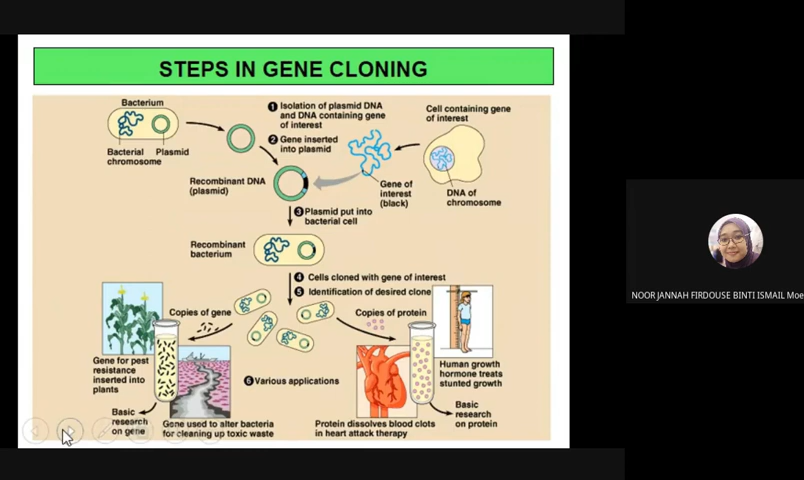 STEPS IN GENE CLONING
Bacterium
1 Isolation of plasmid DNA
and DNA containing gene
of interest
Cell containing gene
of interest
2 Gene inserted
into plasmid
Bacterial
chromosome
Plasmid
Recombinant DNA
(plasmid)
Gene of
interest
(black)
DNA of
chromosome
3 Plasmid put into
bacterial cell
Recombinant
bacterium
4 Cells cloned with gene of interest
5 Identification of desired clone
Copies of gene
Copies of protein
Gene for pest
resistance
inserted into
plants
Human growth
hormone treats
stunted growth
6 Various applications
Basic
research
on gene
Gene used to alter bacteria
for cleaning up toxic waste
Protein dissolves blood clots
in heart attack therapy
Basic
research
on protein
NOOR JANNAH FIRDOUSE BINTI ISMAIL Moe